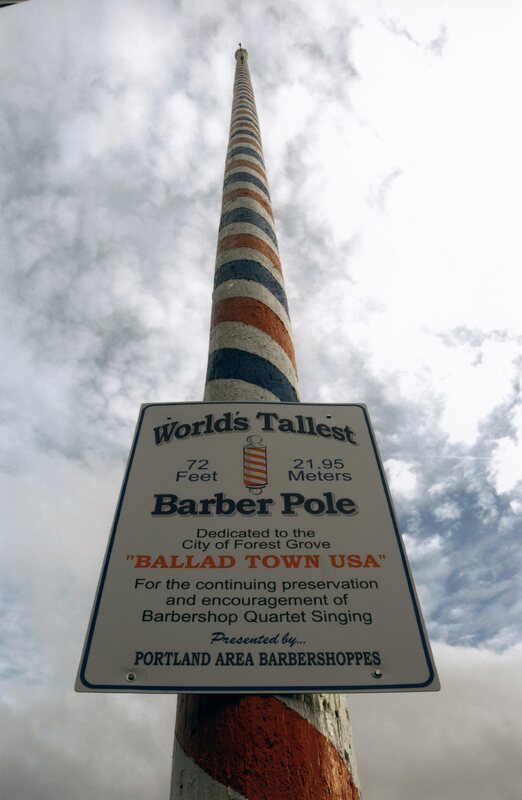 World's Tallest
72 21.95
Feet Meters
Barber Pole
Dedicated to the
City of Forest Grove
"BALLAD TOWN USA"
For the continuing preservation
and encouragement of
Barbershop Quartet Singing
Presented by...
PORTLAND AREA BARBERSHOPPES